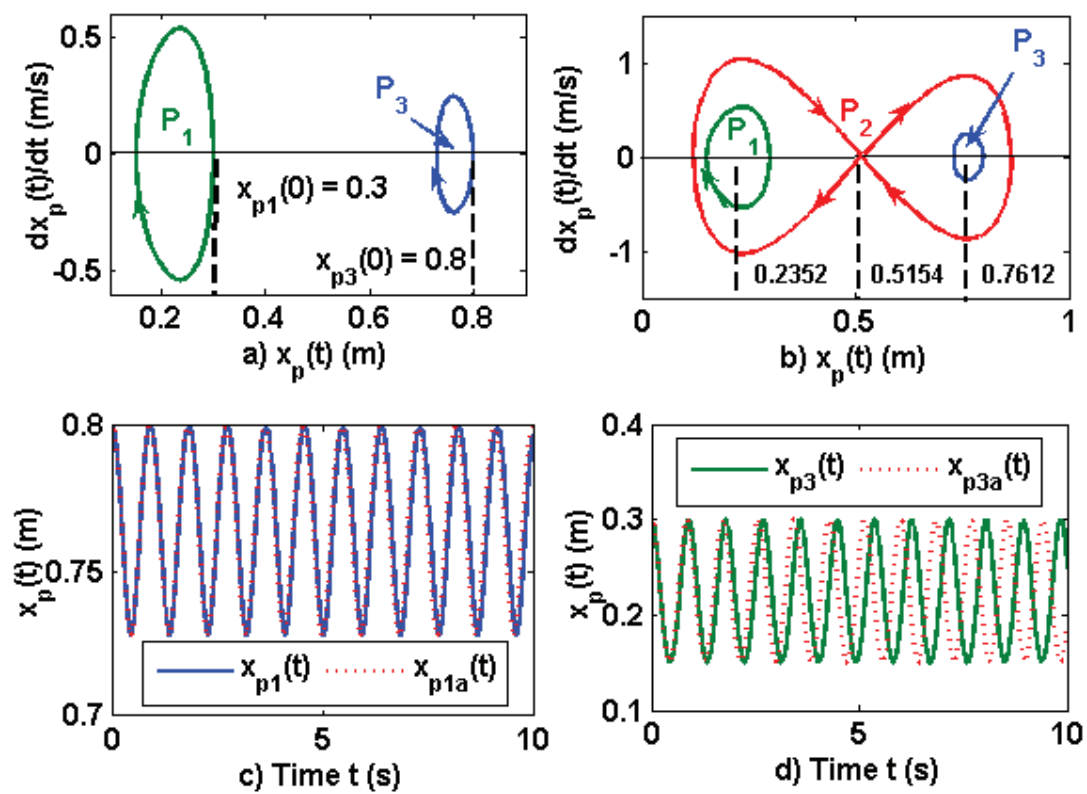 dx_p(t)/dt (m/s)
0.5
0
-0.5
P_1
P_3
x_p1(0) = 0.3
x_p3(0) = 0.8
0.2 0.4 0.6 0.8
a) x_p(t) (m)
dx_p(t)/dt (m/s)
1
0
-1
P_1
P_2
P_3
0.2352 0.5154 0.7612
0 0.5 1
b) x_p(t) (m)
x_p(t) (m)
0.8
0.75
0.7
x_p1(t) x_p1a(t)
0 5 10
c) Time t (s)
x_p(t) (m)
0.4
0.3
0.2
0.1
x_p3(t) x_p3a(t)
0 5 10
d) Time t (s)